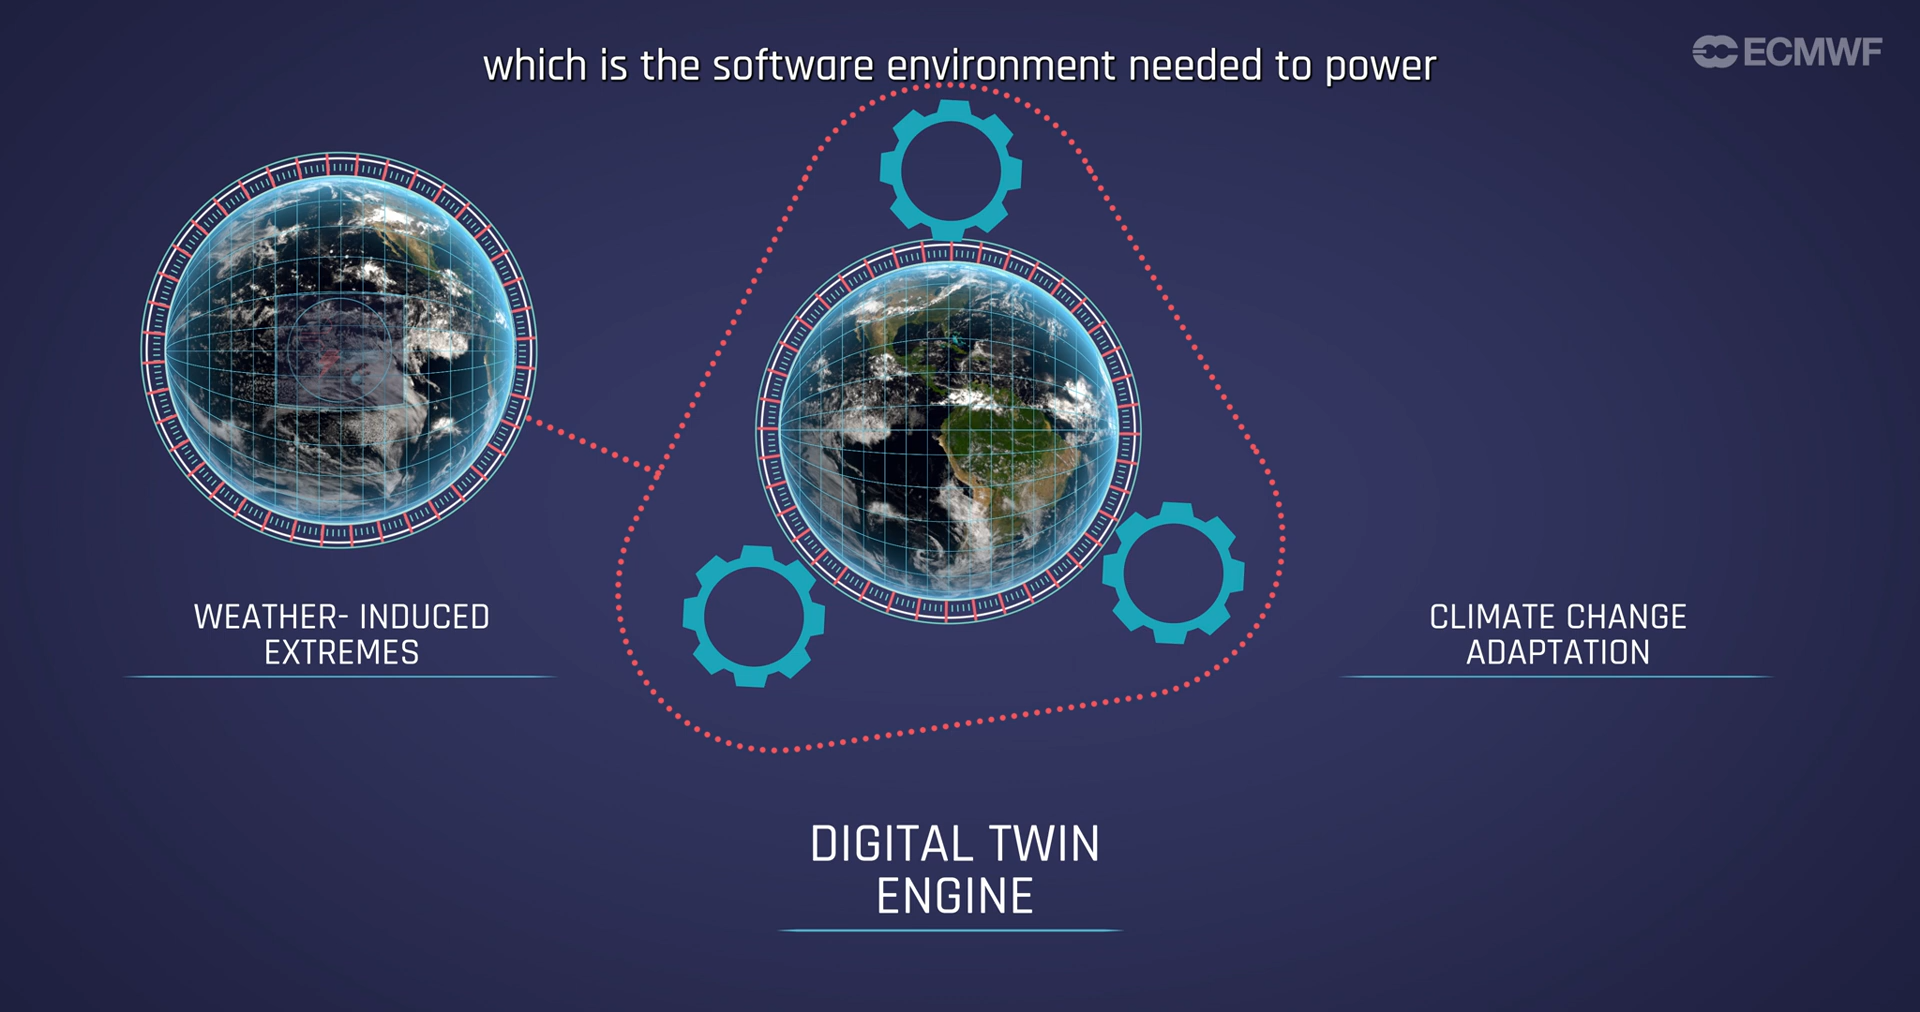 which is the software environment needed to power
ECMWF
WEATHER- INDUCED
EXTREMES
CLIMATE CHANGE
ADAPTATION
DIGITAL TWIN
ENGINE